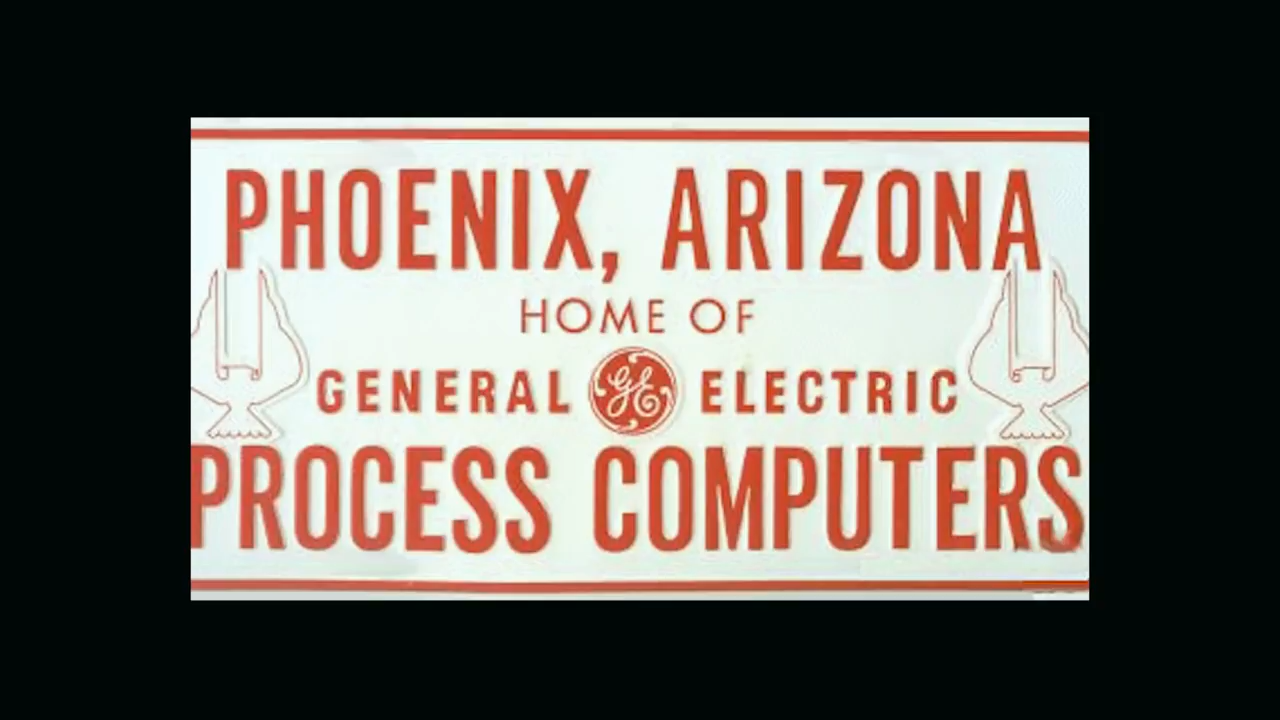 PHOENIX, ARIZONA
HOME OF
GENERAL GE ELECTRIC
PROCESS COMPUTERS